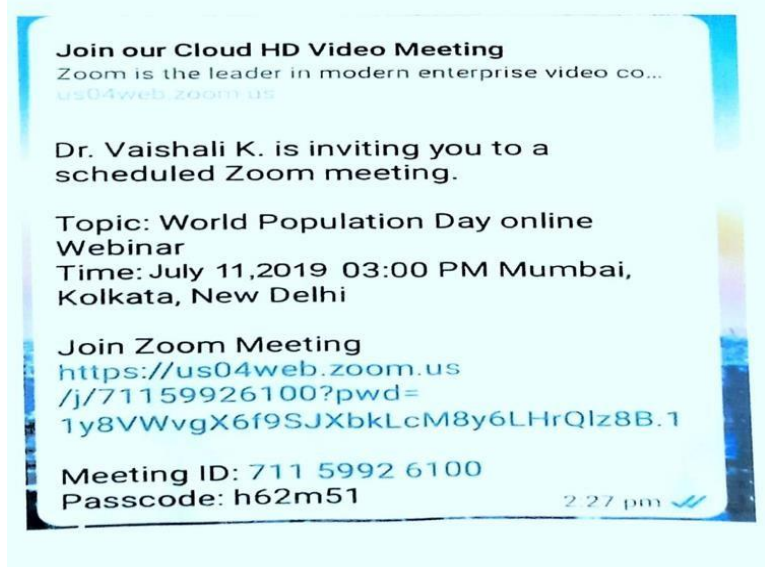 Join our Cloud HD Video Meeting
Zoom is the leader in modern enterprise video co...
us04web.zoom.us
Dr. Vaishali K. is inviting you to a
scheduled Zoom meeting.
Topic: World Population Day online
Webinar
Time: July 11,2019 03:00 PM Mumbai,
Kolkata, New Delhi
Join Zoom Meeting
https://us04web.zoom.us
/j/71159926100?pwd=
1y8VWvgX6f9SJXbkLcM8y6LHrQlz8B.1
Meeting ID: 711 5992 6100
Passcode: h62m51
2:27 pm